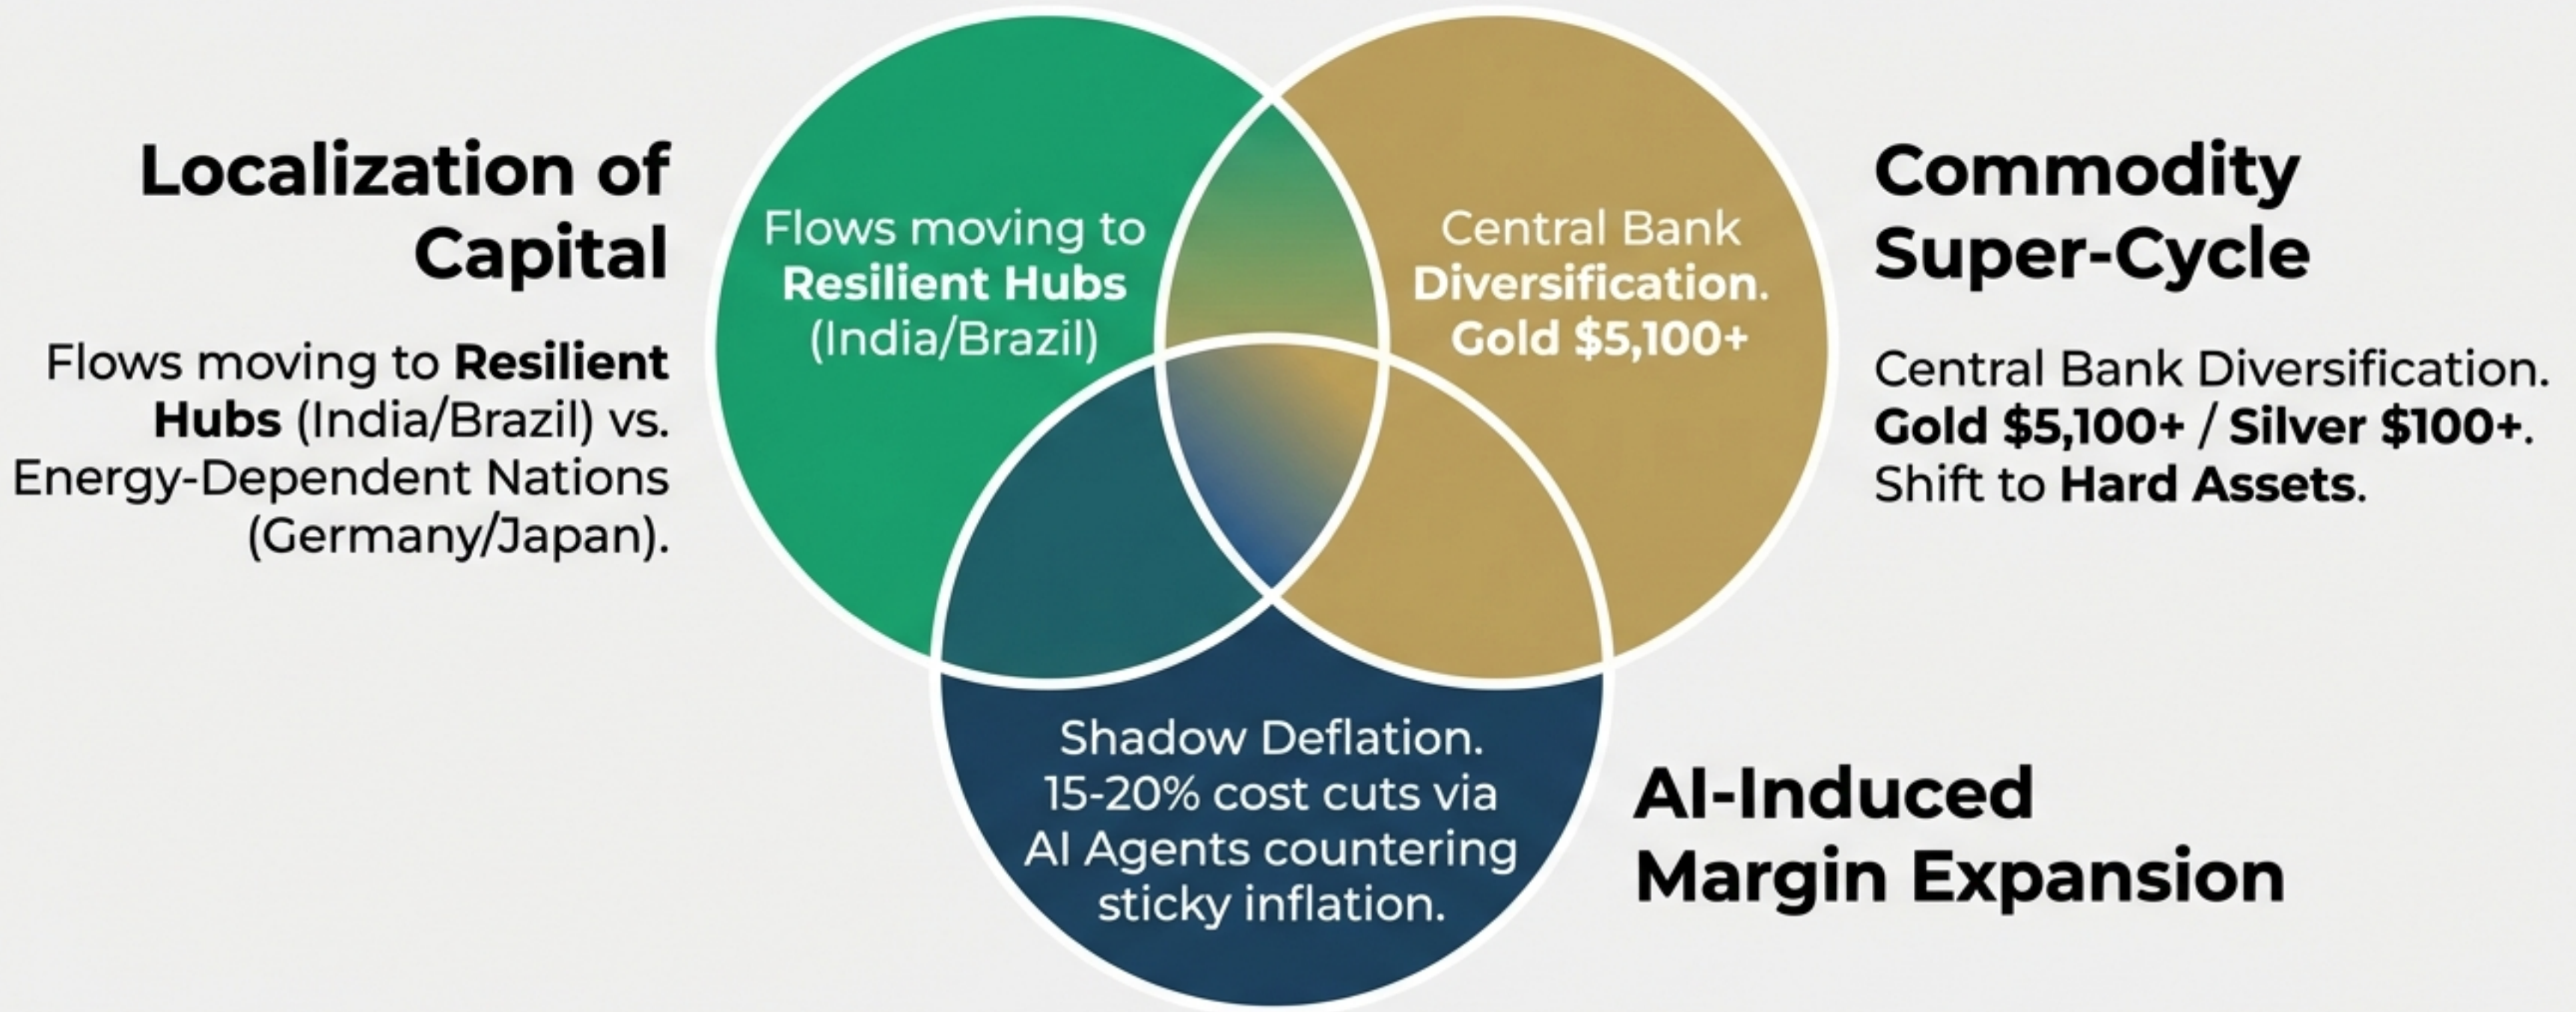 Localization of
Capital
Flows moving to Resilient
Hubs (India/Brazil) vs.
Energy-Dependent Nations
(Germany/Japan).
Flows moving to
Resilient Hubs
(India/Brazil)
Central Bank
Diversification.
Gold $5,100+
Commodity
Super-Cycle
Central Bank Diversification.
Gold $5,100+ / Silver $100+.
Shift to Hard Assets.
Shadow Deflation.
15-20% cost cuts via
AI Agents countering
sticky inflation.
AI-Induced
Margin Expansion